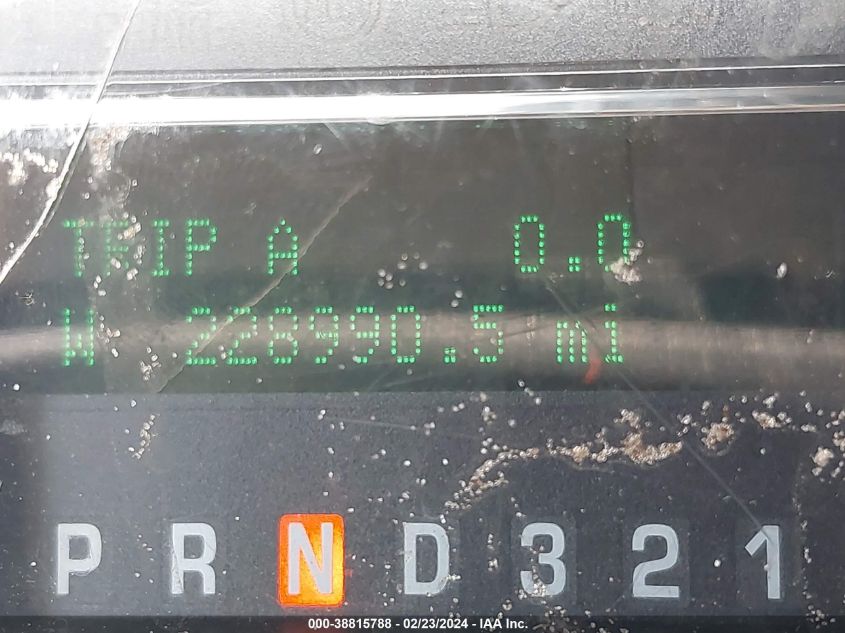 TRIP A 0.0
W 228990.5 mi
P R N D 3 2 1
000-38815788 - 02/23/2024 - IAA Inc.